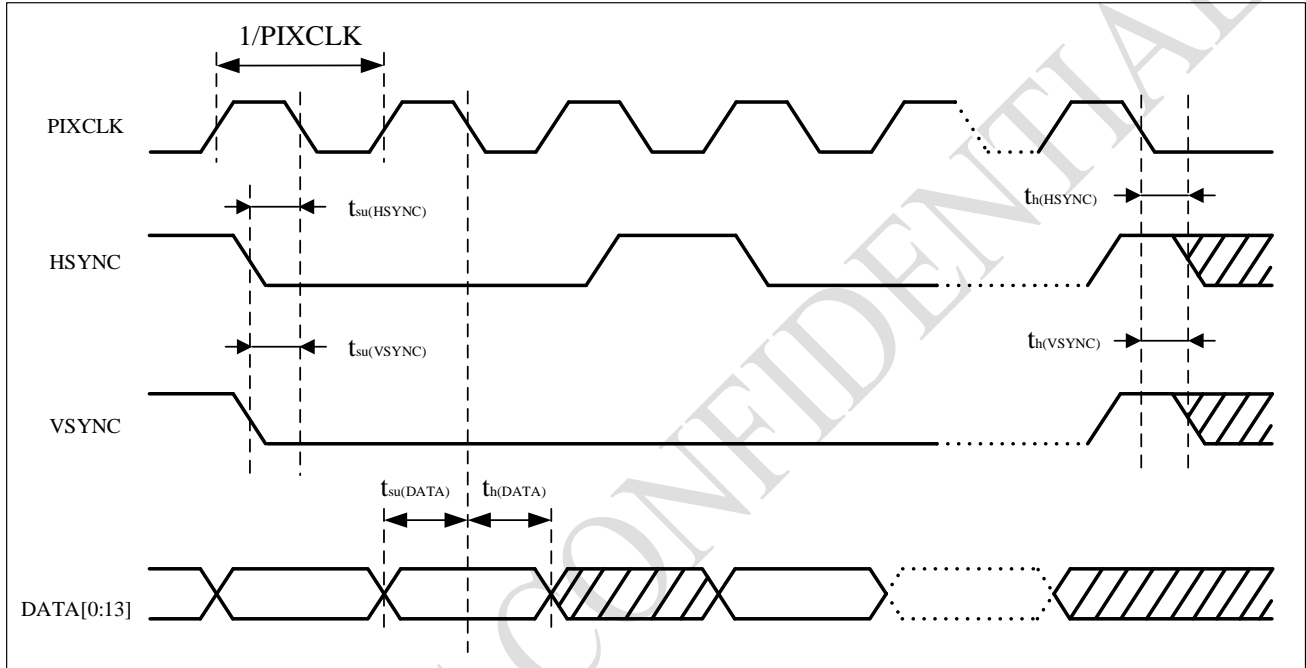 1/PIXCLK
PIXCLK
tsu(HSYNC)
th(HSYNC)
HSYNC
tsu(VSYNC)
th(VSYNC)
VSYNC
tsu(DATA)
th(DATA)
DATA[0:13]
CONFIDENTIAL